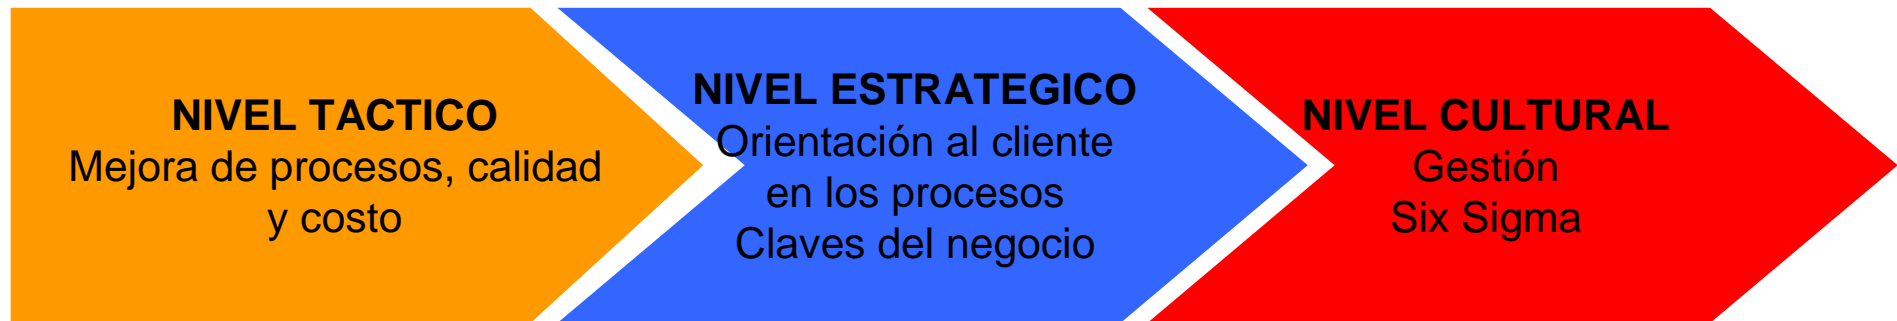 NIVEL TACTICO
Mejora de procesos, calidad
y costo
NIVEL ESTRATEGICO
Orientación al cliente
en los procesos
Claves del negocio
NIVEL CULTURAL
Gestión
Six Sigma